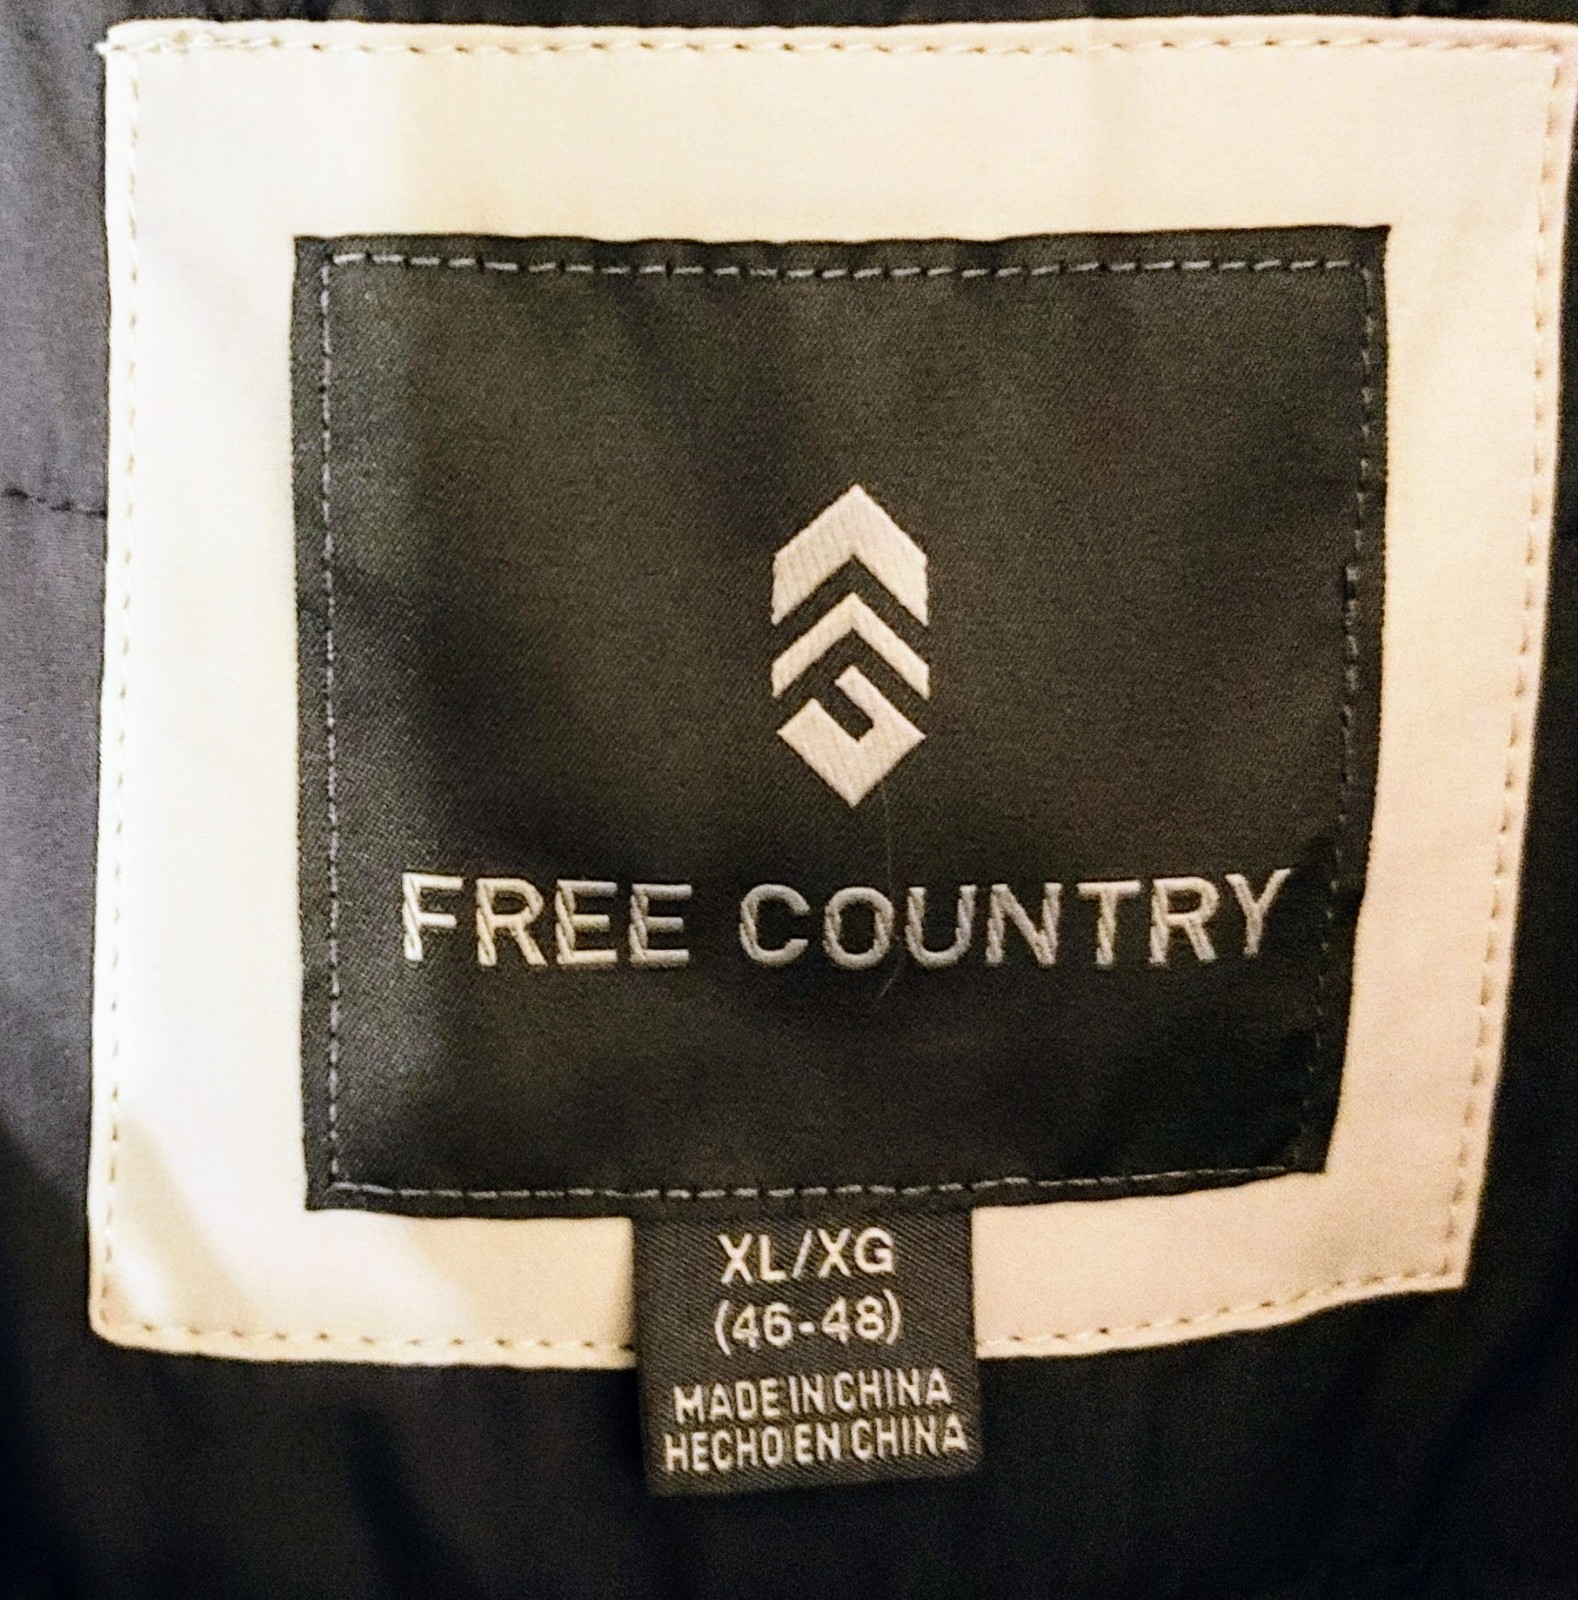 FREE COUNTRY
XL/XG
(46-48)
MADE IN CHINA
HECHO EN CHINA